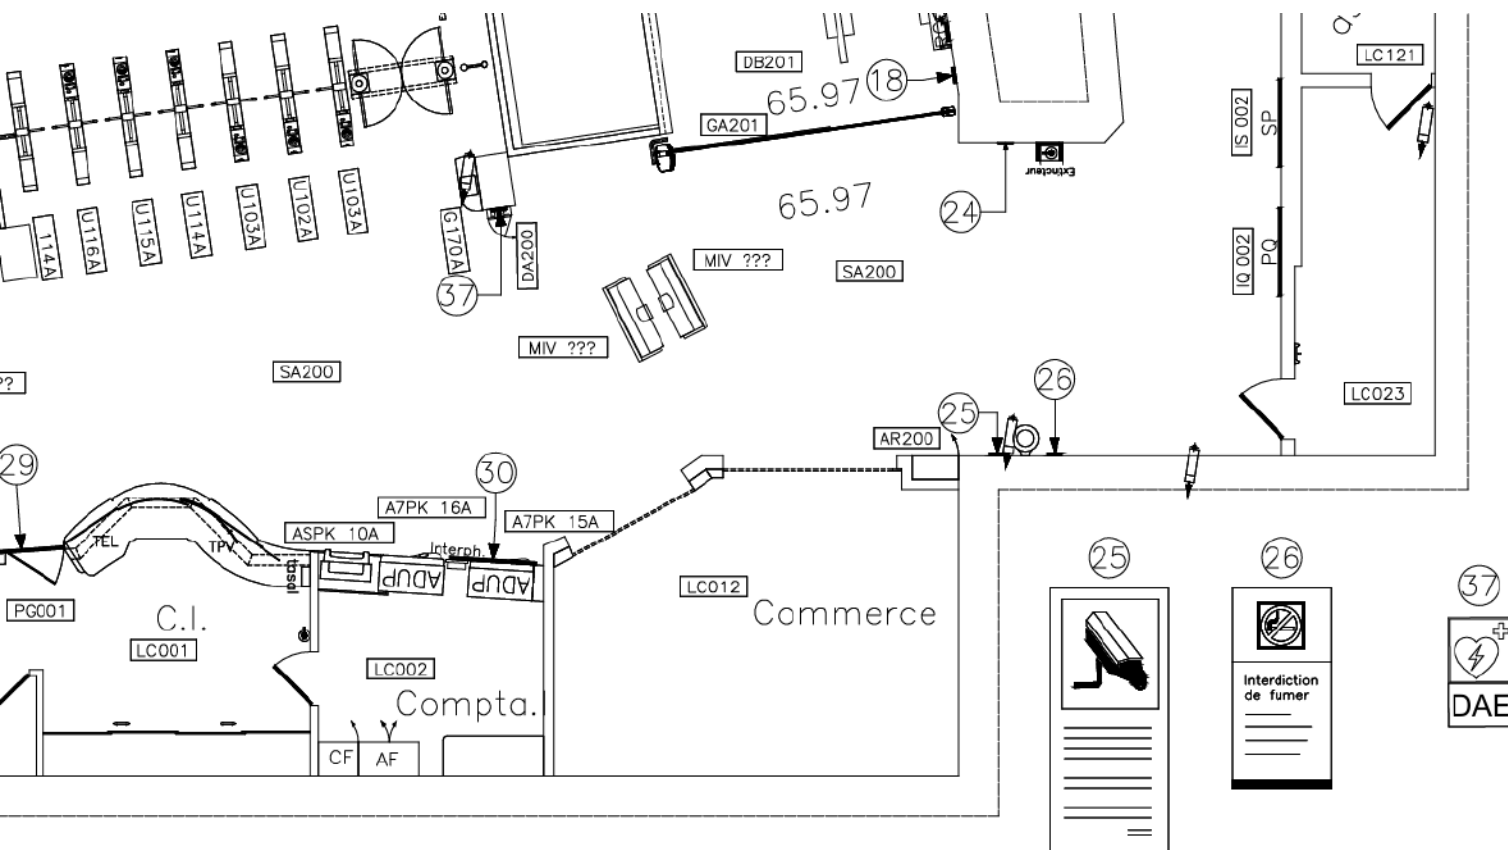 LC121
DB201
65.97
18
GA201
IS 002
SP
Extincteur
U103A
U102A
U103A
U114A
U115A
U116A
114A
G170A
DA200
65.97
24
37
MIV ???
SA200
IQ 002
PQ
MIV ???
SA200
??
26
25
LC023
AR200
29
30
A7PK 16A
A7PK 15A
ASPK 10A
TEL
TPV
Interph.
ADUP
ADUP
25
26
37
PG001
C.I.
LC001
LC012
Commerce
LC002
Compta.
Interdiction
de fumer
DAE
CF
AF